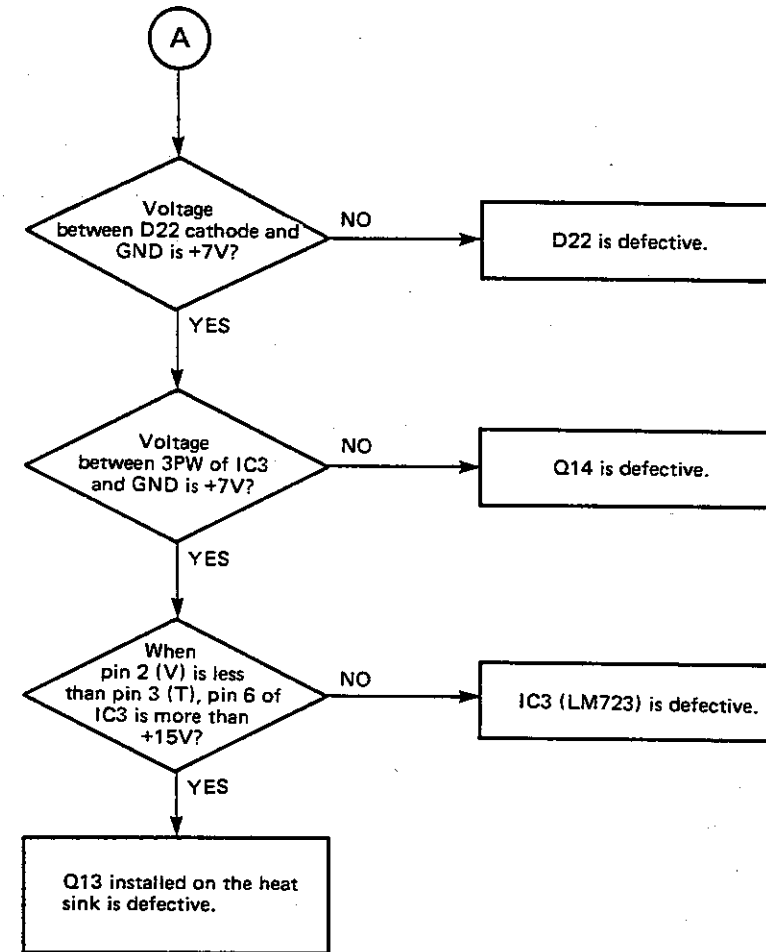 A
Voltage
between D22 cathode and
GND is +7V?
NO
D22 is defective.
YES
Voltage
between 3PW of IC3
and GND is +7V?
NO
Q14 is defective.
YES
When
pin 2 (V) is less
than pin 3 (T), pin 6 of
IC3 is more than
+15V?
NO
IC3 (LM723) is defective.
YES
Q13 installed on the heat
sink is defective.